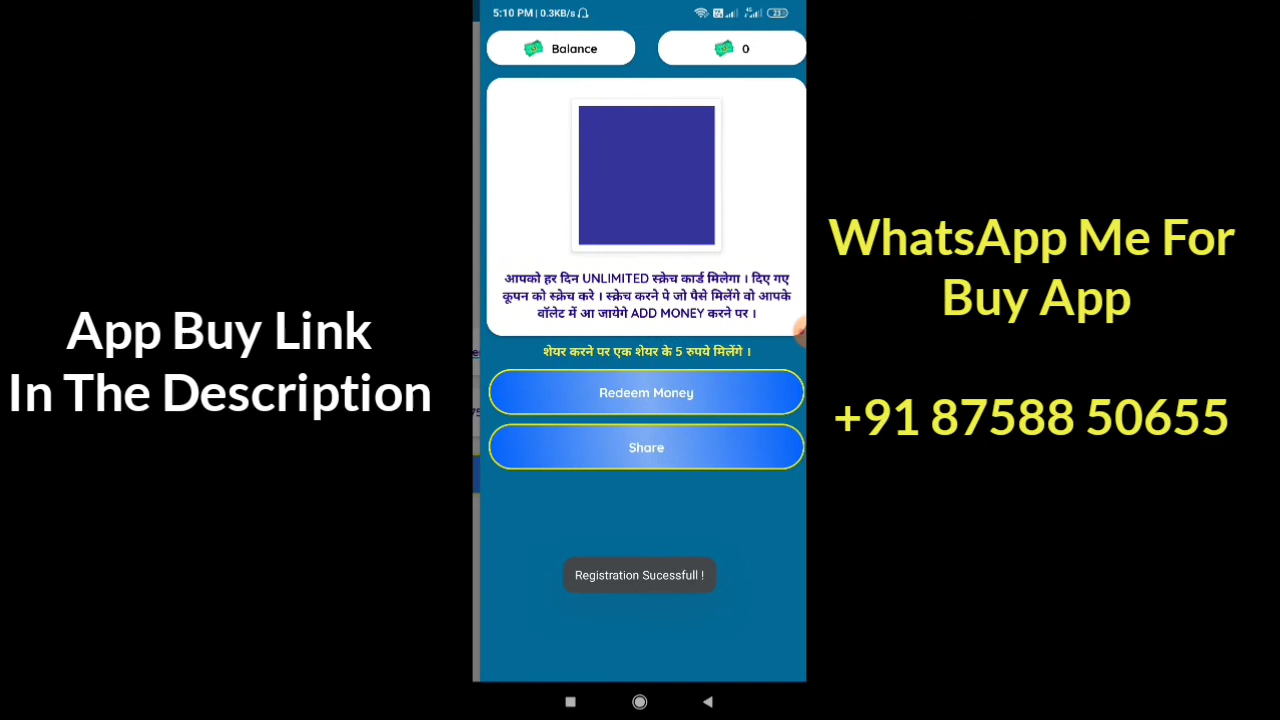 5:10 PM | 0.3KB/s
23
Balance
0
आपको हर दिन UNLIMITED स्क्रेच कार्ड मिलेगा । दिए गए
कूपन को स्क्रेच करे । स्क्रेच करने पे जो पैसे मिलेंगे वो आपके
वॉलेट में आ जायेगे ADD MONEY करने पर ।
शेयर करने पर एक शेयर के 5 रुपये मिलेंगे ।
Redeem Money
Share
Registration Sucessfull !
App Buy Link
In The Description
WhatsApp Me For
Buy App
+91 87588 50655